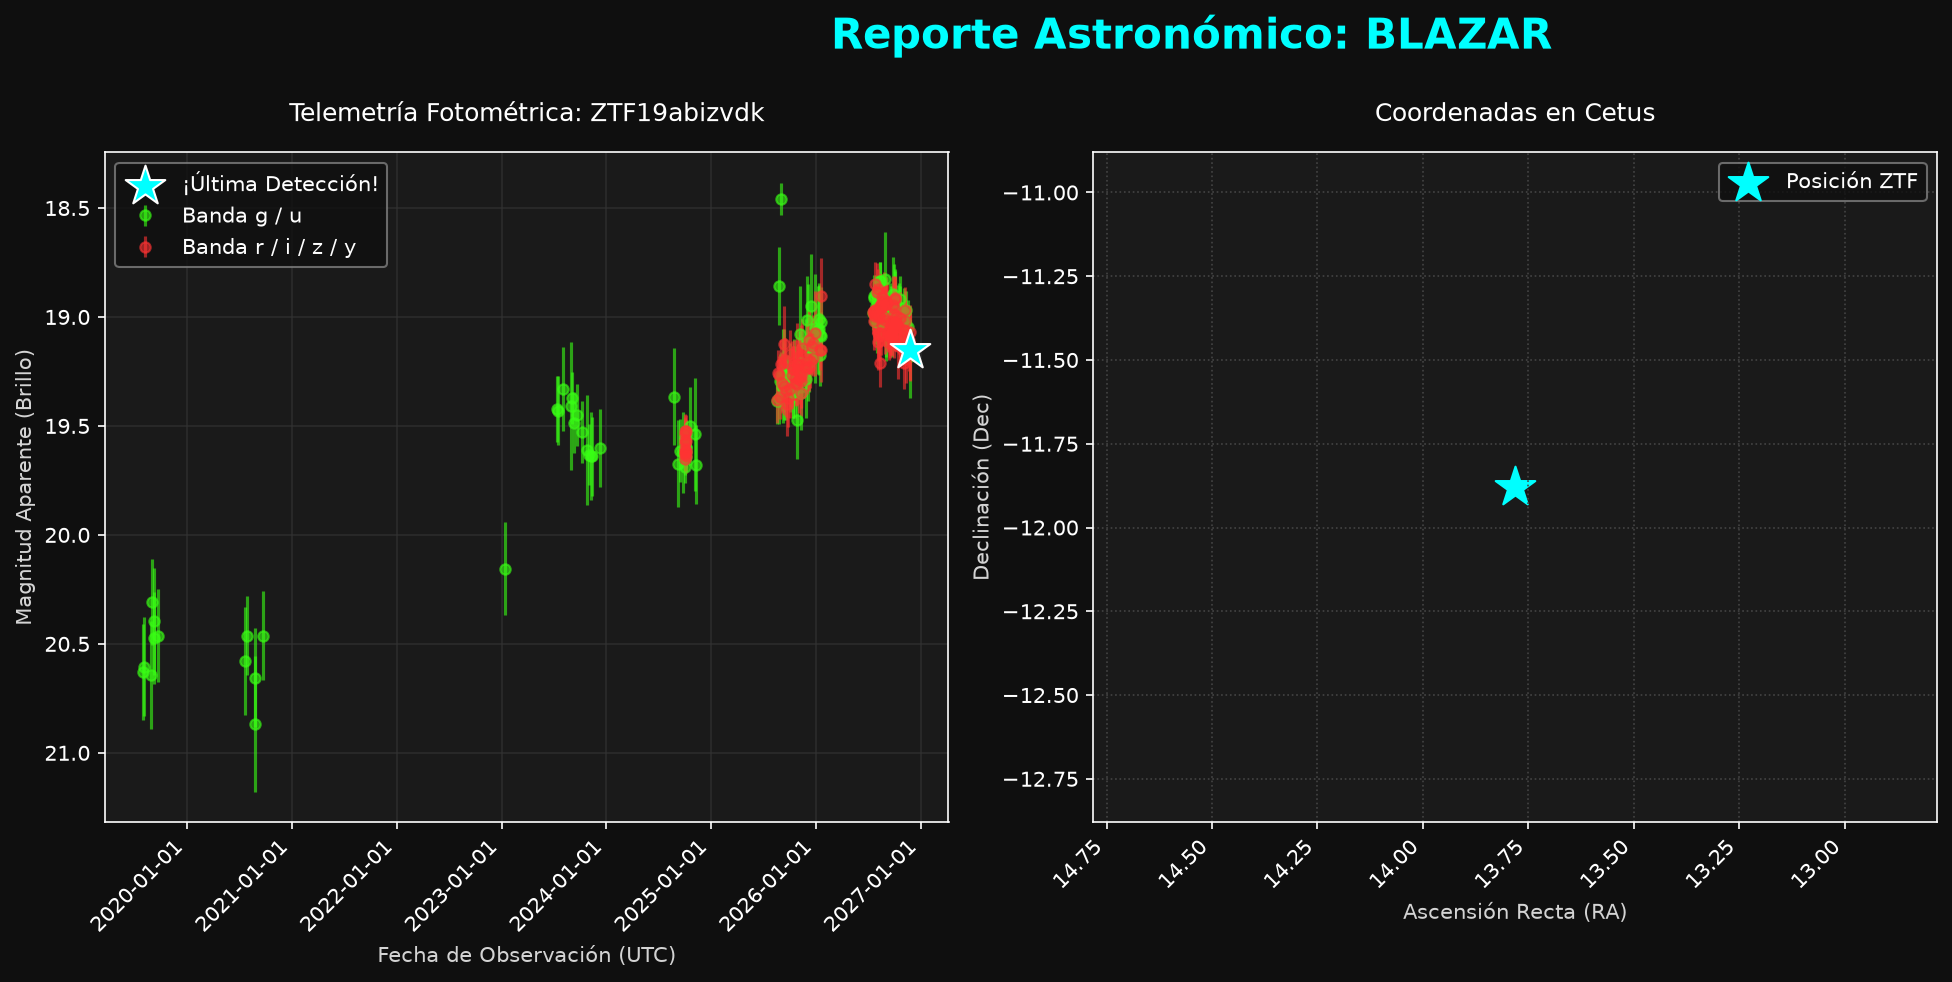 Reporte Astronómico: BLAZAR
Telemetría Fotométrica: ZTF19abizvdk
¡Última Detección!
Banda g / u
Banda r / i / z / y
Magnitud Aparente (Brillo)
18.5
19.0
19.5
20.0
20.5
21.0
2020-01-01
2021-01-01
2022-01-01
2023-01-01
2024-01-01
2025-01-01
2026-01-01
2027-01-01
Fecha de Observación (UTC)
Coordenadas en Cetus
Posición ZTF
Declinación (Dec)
−11.00
−11.25
−11.50
−11.75
−12.00
−12.25
−12.50
−12.75
14.75
14.50
14.25
14.00
13.75
13.50
13.25
13.00
Ascensión Recta (RA)